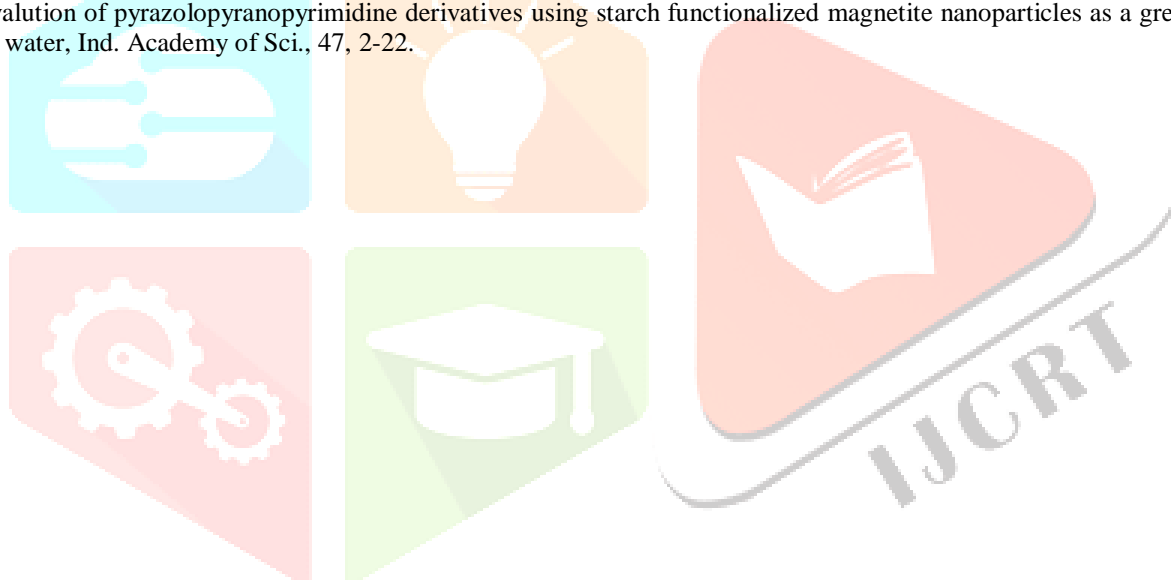 valution of pyrazolopyranopyrimidine derivatives using starch functionalized magnetite nanoparticles as a gre
water, Ind. Academy of Sci., 47, 2-22.
IJCRT